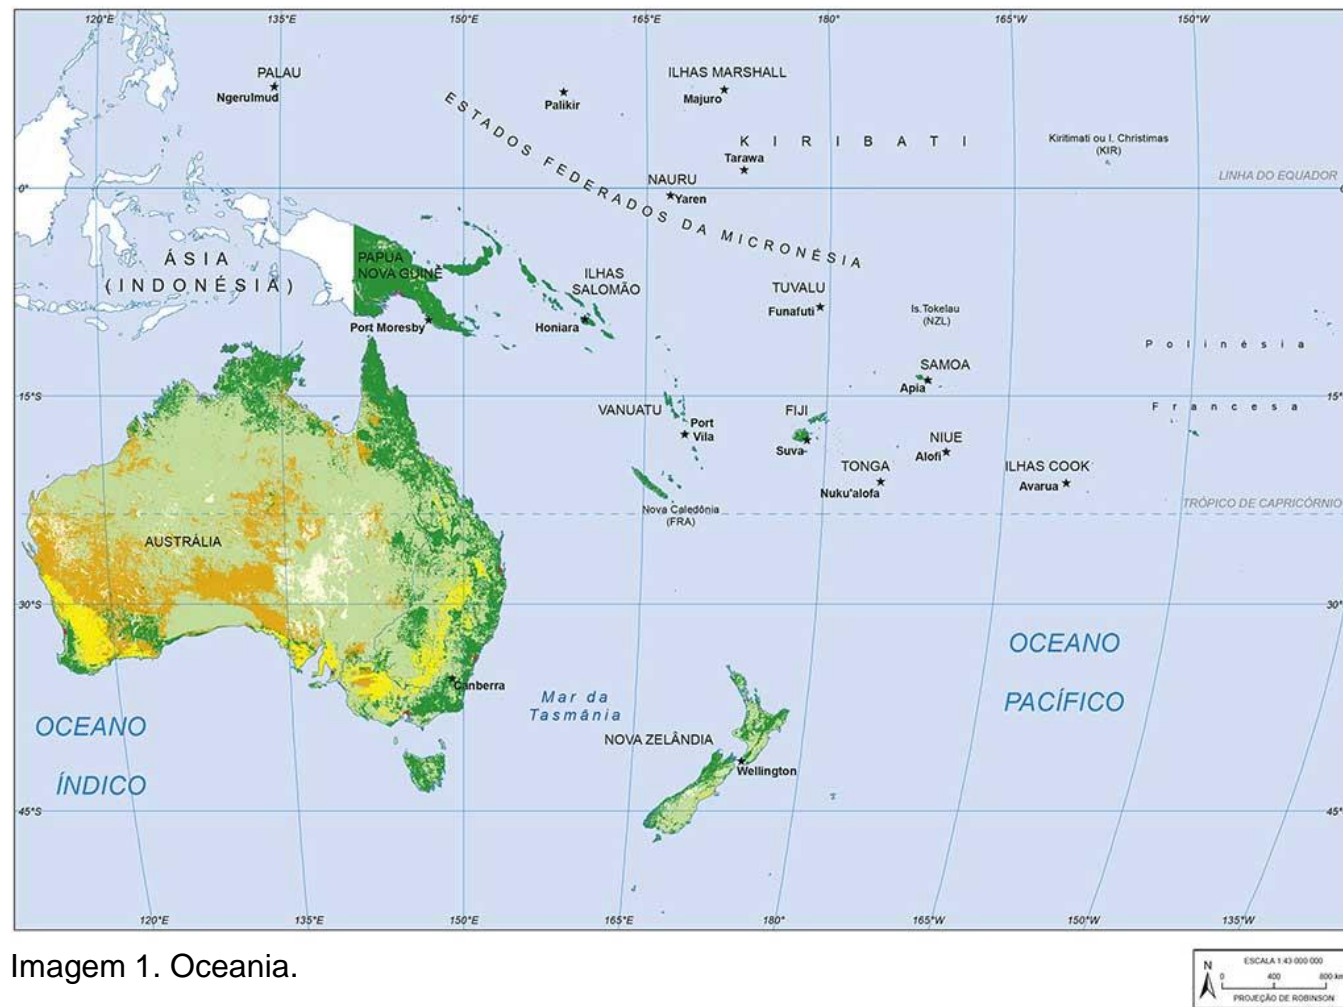 120°E
135°E
150°E
165°E
180°
165°W
150°W
PALAU
Ngerulmud
Palikir
ILHAS MARSHALL
Majuro
ESTADOS FEDERADOS DA MICRONÉSIA
KIRIBATI
Tarawa
Kiritimati ou I. Christimas
(KIR)
NAURU
Yaren
LINHA DO EQUADOR
0°
ÁSIA
(INDONÉSIA)
PAPUA
NOVA GUINÉ
ILHAS
SALOMÃO
TUVALU
Funafuti
Is.Tokelau
(NZL)
Port Moresby
Honiara
Polinésia
SAMOA
Apia
15°S
15°
VANUATU
Port
Vila
FIJI
Suva
Francesa
NIUE
Alofi
TONGA
Nuku'alofa
ILHAS COOK
Avarua
Nova Caledônia
(FRA)
TRÓPICO DE CAPRICÓRNIO
AUSTRÁLIA
30°S
30°
OCEANO
PACÍFICO
Canberra
Mar da
Tasmânia
OCEANO
ÍNDICO
NOVA ZELÂNDIA
Wellington
45°S
45°
120°E
135°E
150°E
165°E
180°
165°W
150°W
135°W
Imagem 1. Oceania.
N
ESCALA 1:43 000 000
0 400 800 km
PROJEÇÃO DE ROBINSON